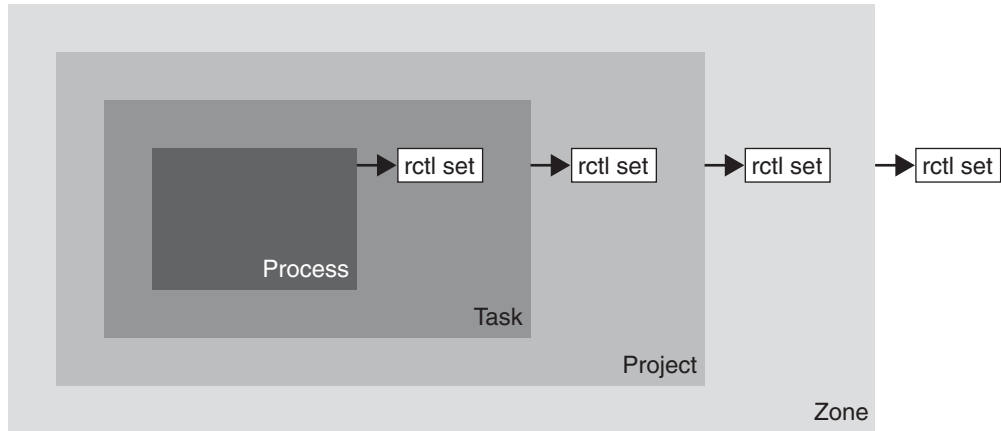 rctl set
rctl set
rctl set
rctl set
Process
Task
Project
Zone